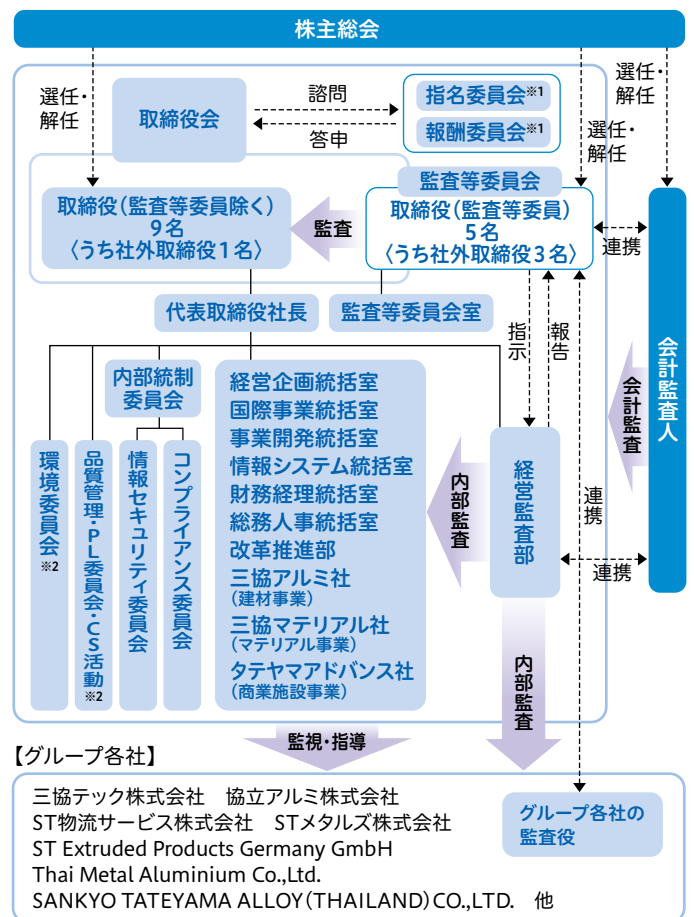 株主総会
選任・
解任
取締役会
諮問
答申
指名委員会※1
報酬委員会※1
選任・
解任
選任・
解任
監査等委員会
取締役（監査等委員除く）
9名
〈うち社外取締役1名〉
監査
取締役（監査等委員）
5名
〈うち社外取締役3名〉
連携
代表取締役社長
監査等委員会室
指示
報告
会計監査人
会計監査
内部統制
委員会
環境委員会※2
品質管理・PL委員会・CS活動※2
情報セキュリティ委員会
コンプライアンス委員会
経営企画統括室
国際事業統括室
事業開発統括室
情報システム統括室
財務経理統括室
総務人事統括室
改革推進部
三協アルミ社
（建材事業）
三協マテリアル社
（マテリアル事業）
タテヤマアドバンス社
（商業施設事業）
内部監査
経営監査部
連携
連携
内部監査
監視・指導
【グループ各社】
三協テック株式会社　協立アルミ株式会社
ST物流サービス株式会社　STメタルズ株式会社
ST Extruded Products Germany GmbH
Thai Metal Aluminium Co.,Ltd.
SANKYO TATEYAMA ALLOY（THAILAND）CO.,LTD.　他
グループ各社の
監査役